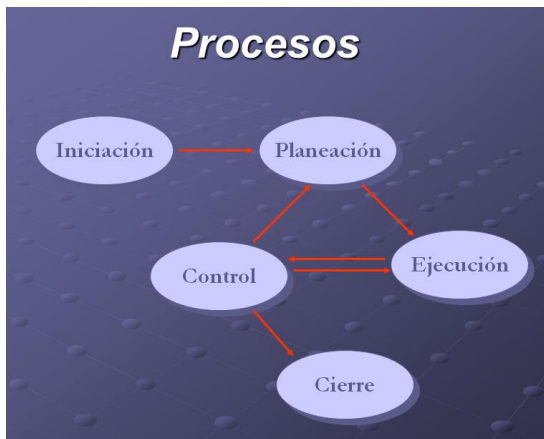 Procesos
Iniciación
Planeación
Control
Ejecución
Cierre